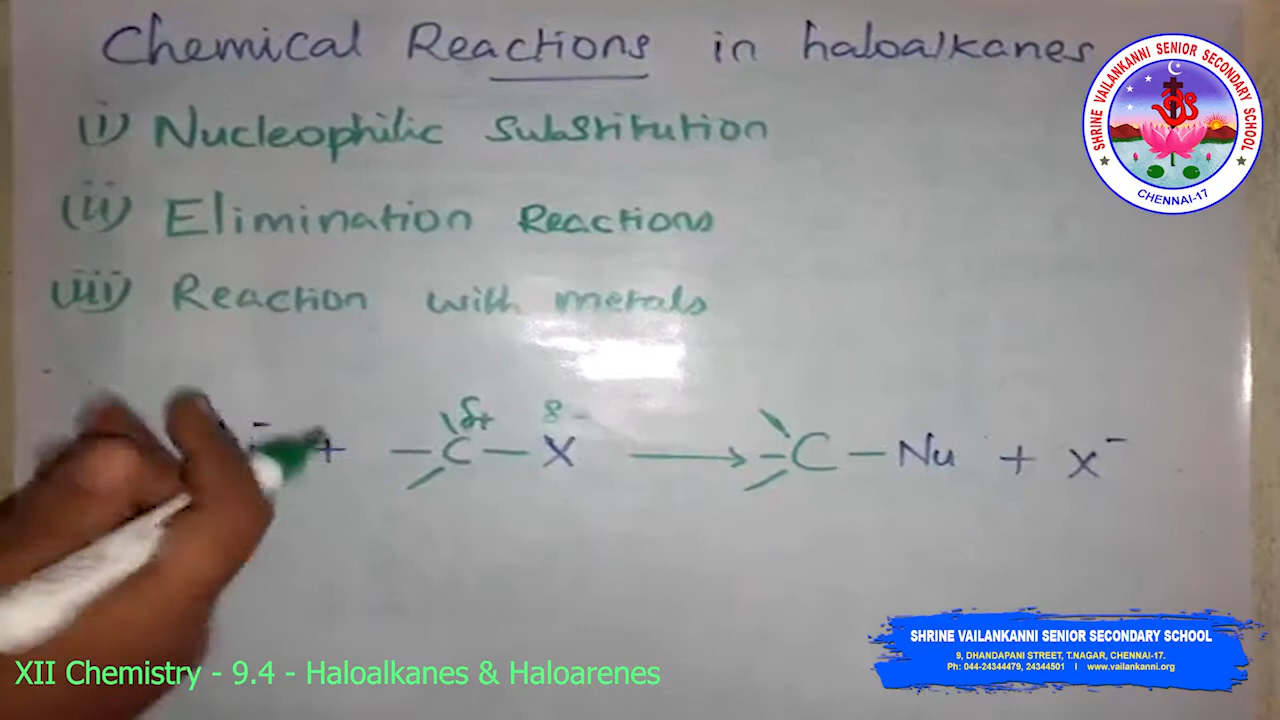 Chemical Reactions in haloalkanes
(i) Nucleophilic Substitution
(ii) Elimination Reactions
(iii) Reaction with metals
+ -C^δ+ - X^δ- → -C - Nu + X⁻
SHRINE VAILANKANNI SENIOR SECONDARY SCHOOL
CHENNAI-17
SHRINE VAILANKANNI SENIOR SECONDARY SCHOOL
9, DHANDAPANI STREET, T.NAGAR, CHENNAI-17.
Ph: 044-24344479, 24344501 I www.vailankanni.org
XII Chemistry - 9.4 - Haloalkanes & Haloarenes